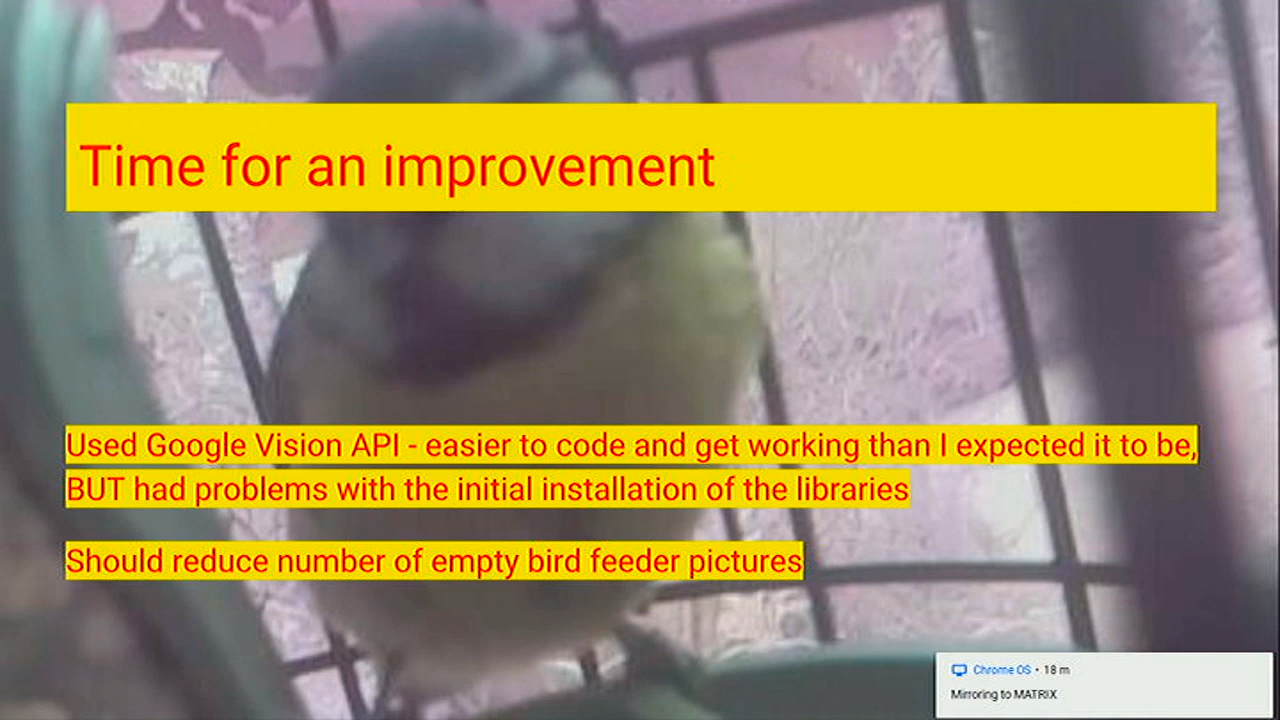 Time for an improvement
Used Google Vision API - easier to code and get working than I expected it to be,
BUT had problems with the initial installation of the libraries
Should reduce number of empty bird feeder pictures
Chrome OS • 18 m
Mirroring to MATRIX